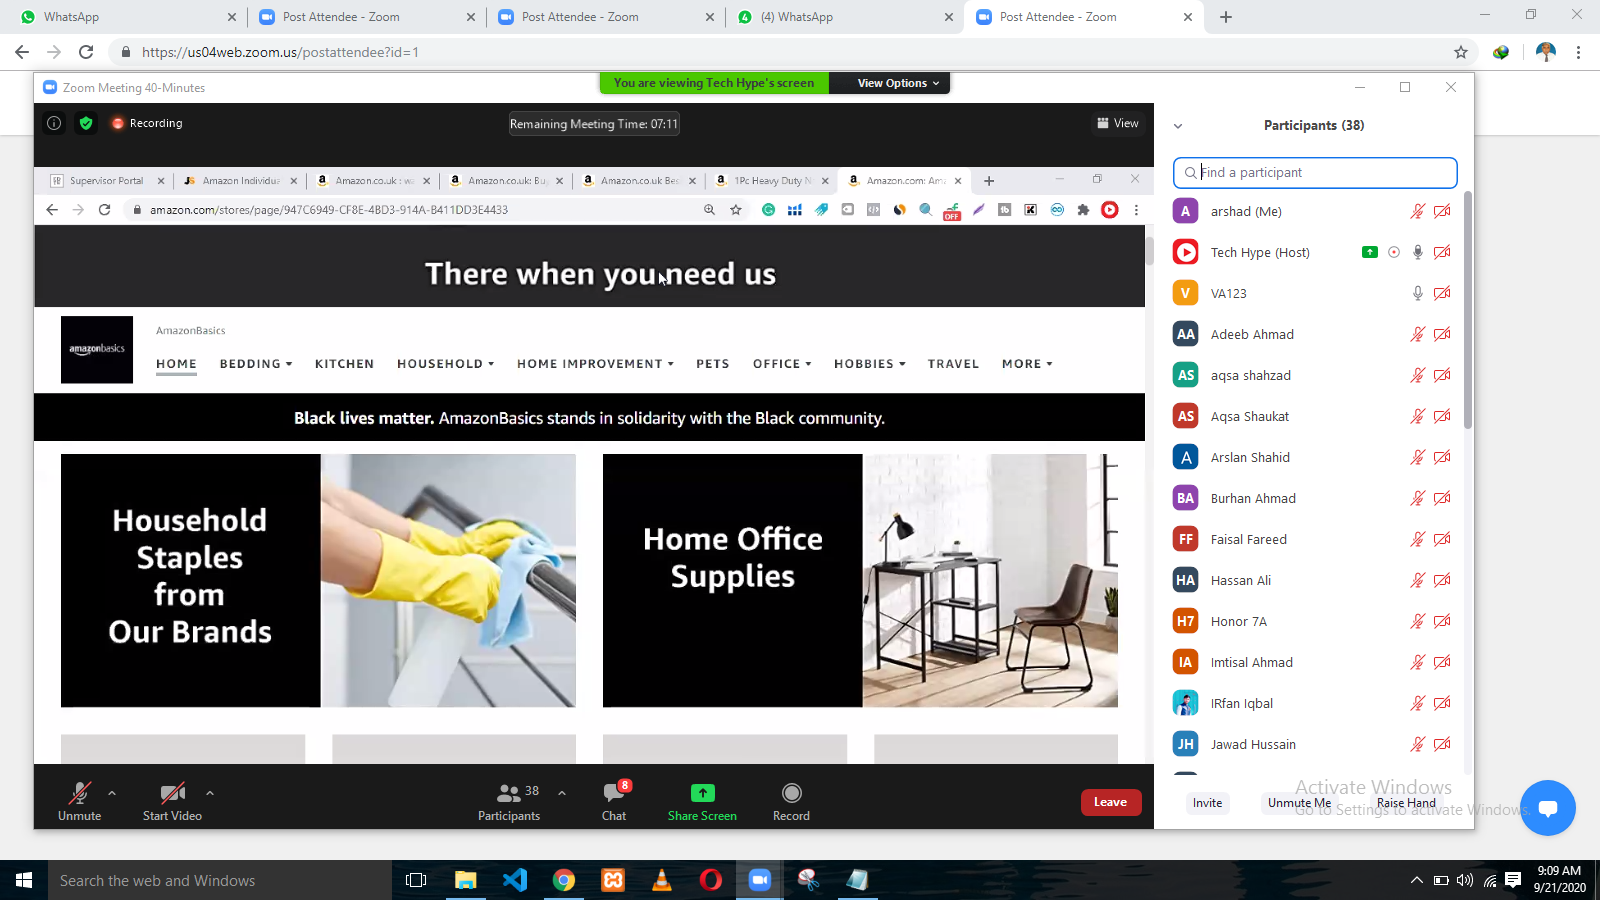 WhatsApp
Post Attendee - Zoom
Post Attendee - Zoom
(4) WhatsApp
Post Attendee - Zoom
https://us04web.zoom.us/postattendee?id=1
Zoom Meeting 40-Minutes
You are viewing Tech Hype's screen
View Options
Recording
Remaining Meeting Time: 07:11
View
Participants (38)
Find a participant
Supervisor Portal
Amazon Individua
Amazon.co.uk : wa
Amazon.co.uk: Bu
Amazon.co.uk Bes
1Pc Heavy Duty N
Amazon.com: Ama
amazon.com/stores/page/947C6949-CF8E-4BD3-914A-B411DD3E4433
OFF
There when you need us
amazonbasics
AmazonBasics
HOME
BEDDING
KITCHEN
HOUSEHOLD
HOME IMPROVEMENT
PETS
OFFICE
HOBBIES
TRAVEL
MORE
Black lives matter. AmazonBasics stands in solidarity with the Black community.
Household
Staples
from
Our Brands
Home Office
Supplies
A arshad (Me)
Tech Hype (Host)
V VA123
AA Adeeb Ahmad
AS aqsa shahzad
AS Aqsa Shaukat
A Arslan Shahid
BA Burhan Ahmad
FF Faisal Fareed
HA Hassan Ali
H7 Honor 7A
IA Imtisal Ahmad
IRfan Iqbal
JH Jawad Hussain
Unmute
Start Video
38
Participants
8
Chat
Share Screen
Record
Leave
Invite
Unmute Me
Raise Hand
Activate Windows
Go to Settings to activate Windows.
Search the web and Windows
9:09 AM
9/21/2020